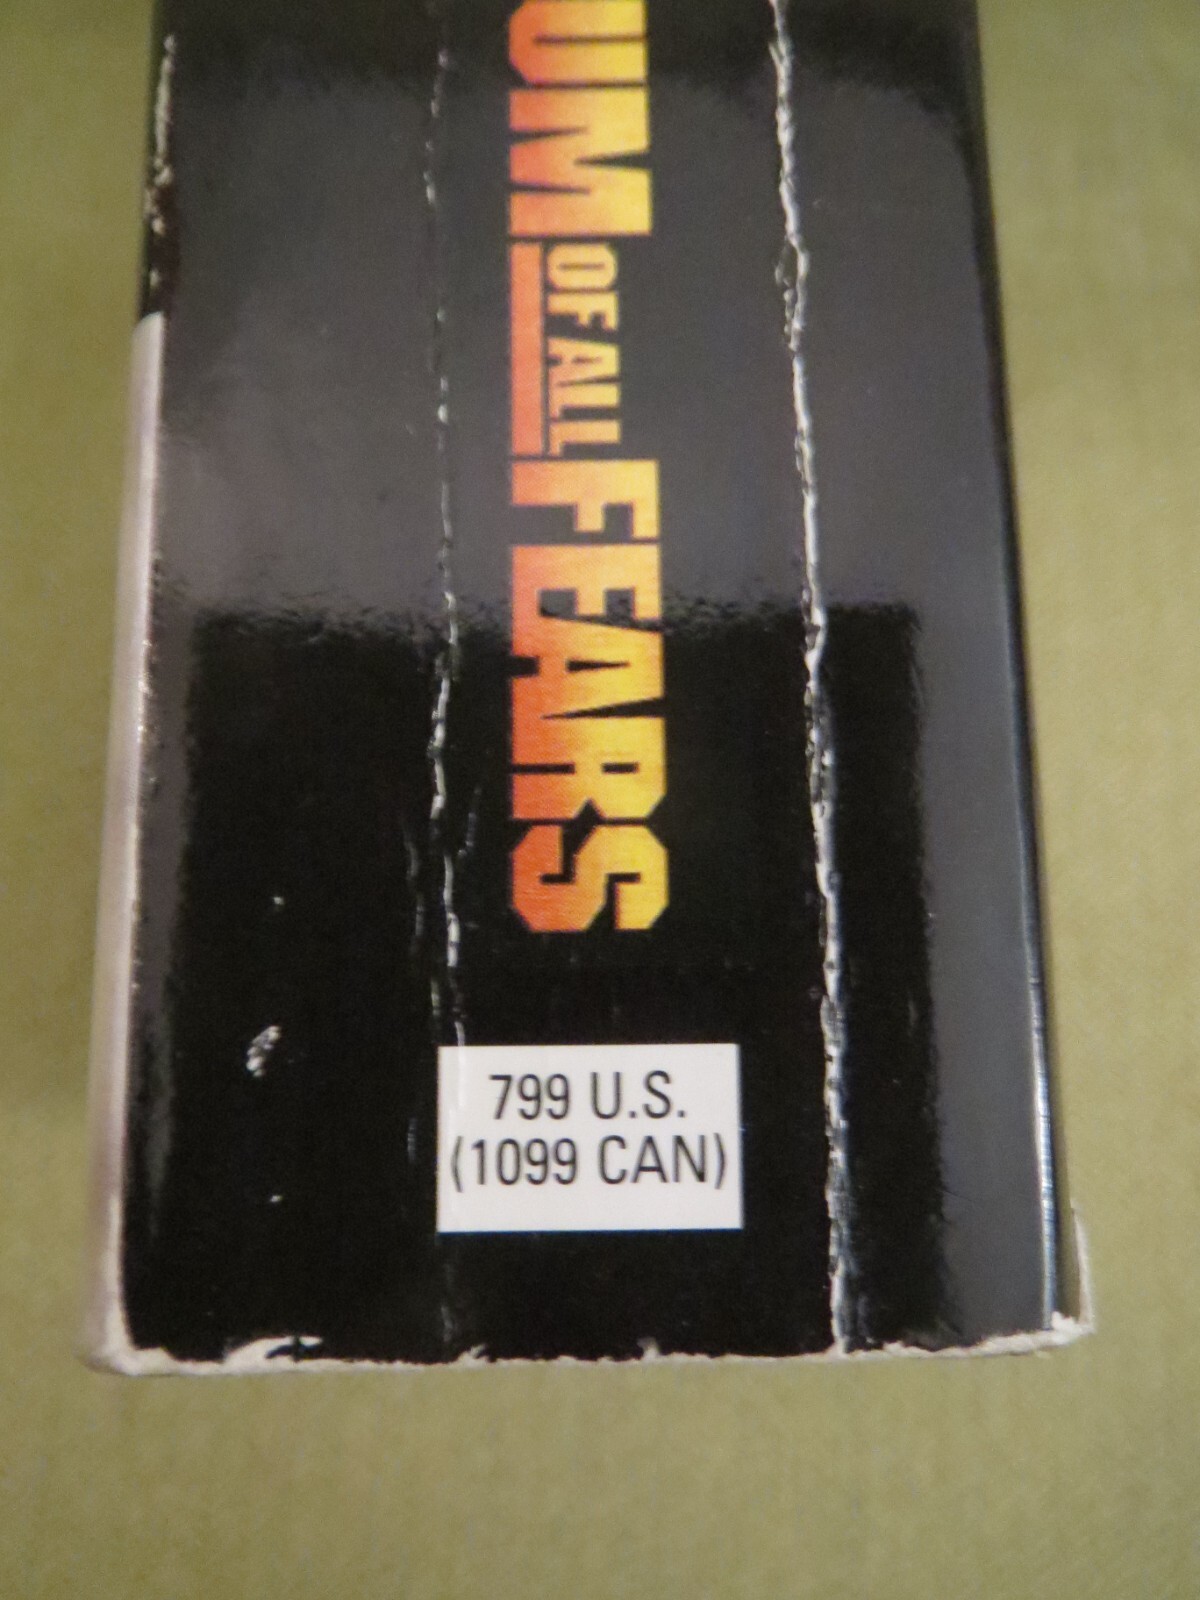 UM
OF ALL
FEARS
799 U.S.
(1099 CAN)